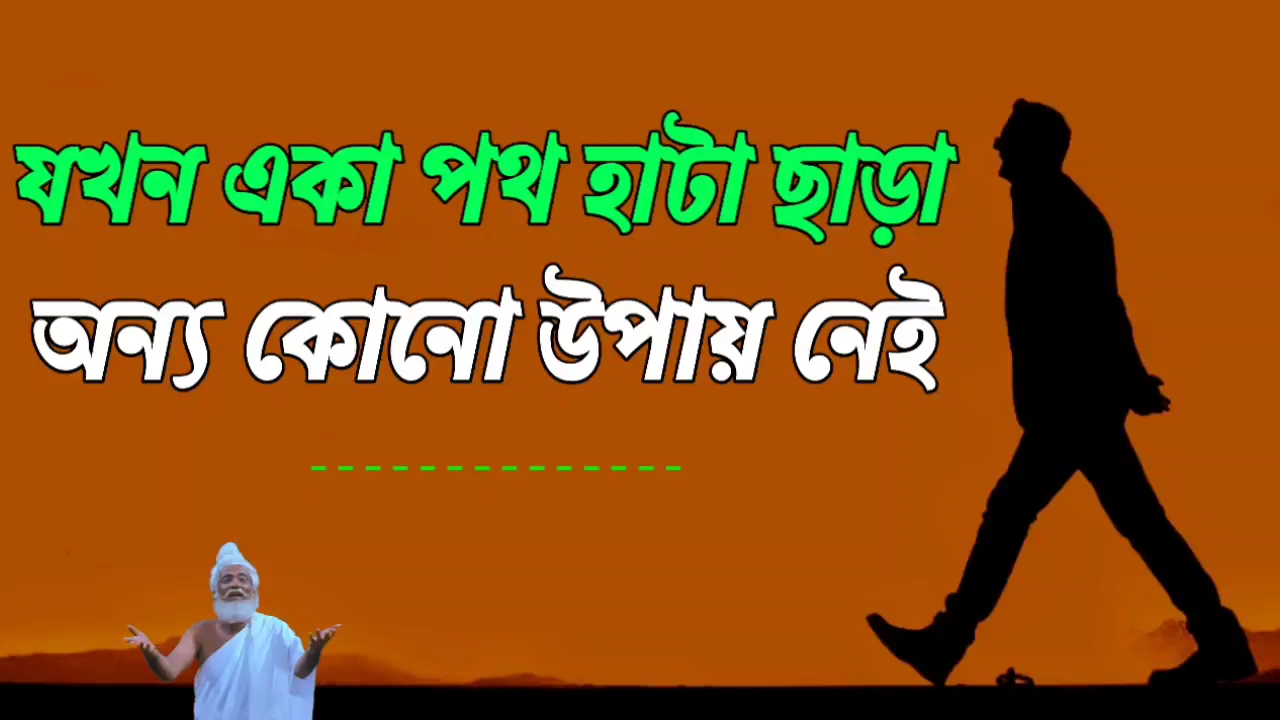 যখন একা পথ হাটা ছাড়া
অন্য কোনো উপায় নেই
--------------